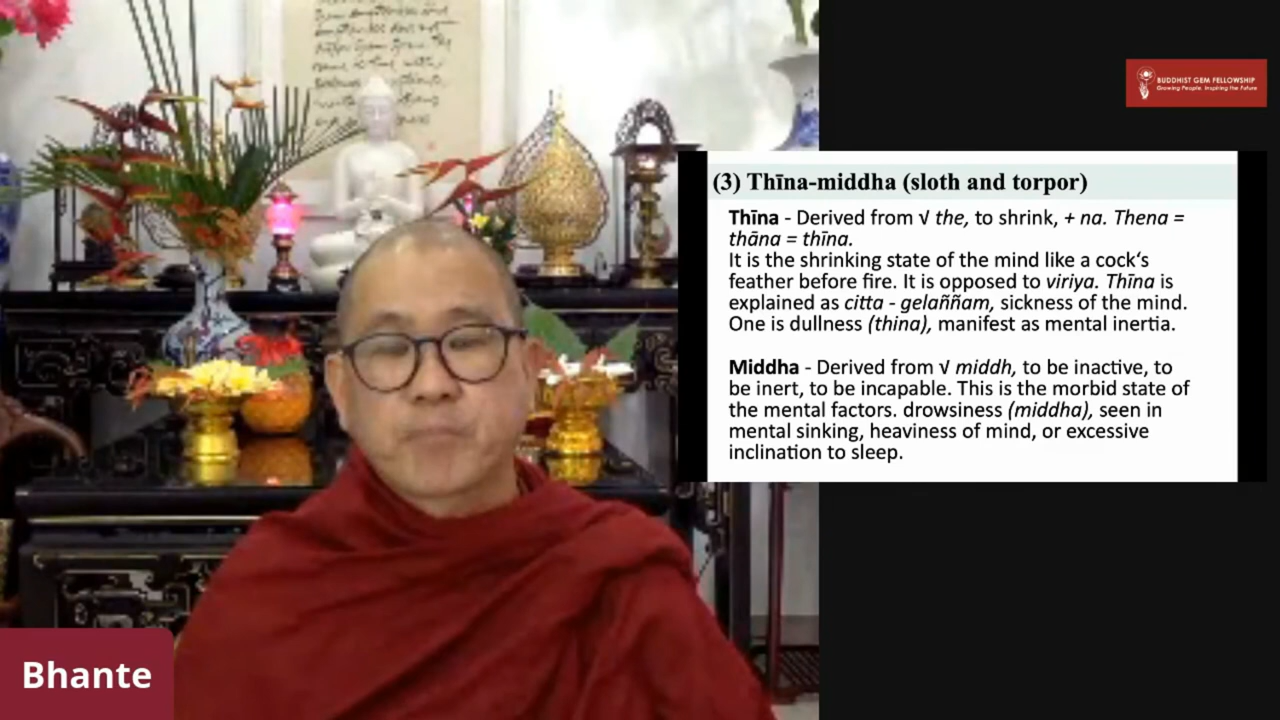 BUDDHIST GEM FELLOWSHIP
Growing People, Inspiring the Future
(3) Thīna-middha (sloth and torpor)
Thīna - Derived from √ the, to shrink, + na. Thena =
thāna = thīna.
It is the shrinking state of the mind like a cock‘s
feather before fire. It is opposed to viriya. Thīna is
explained as citta - gelaññam, sickness of the mind.
One is dullness (thina), manifest as mental inertia.
Middha - Derived from √ middh, to be inactive, to
be inert, to be incapable. This is the morbid state of
the mental factors. drowsiness (middha), seen in
mental sinking, heaviness of mind, or excessive
inclination to sleep.
Bhante